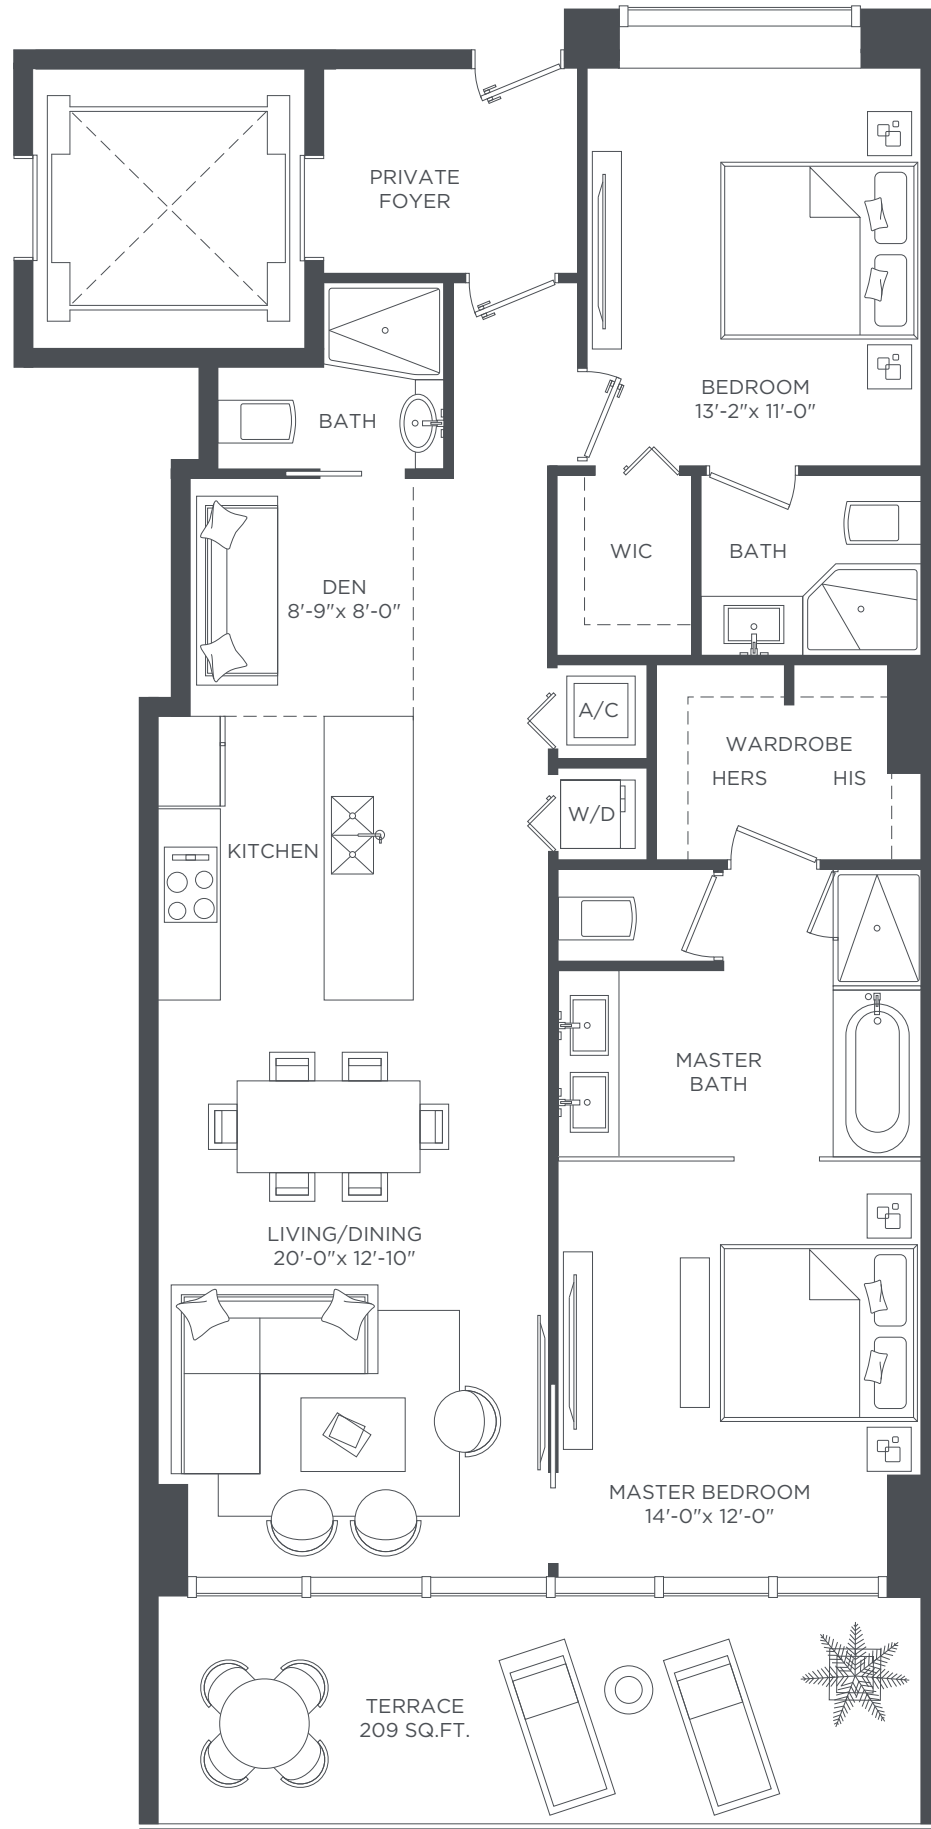 PRIVATE
FOYER
BEDROOM
13'-2"x 11'-0"
BATH
WIC
BATH
DEN
8'-9"x 8'-0"
A/C
WARDROBE
HERS HIS
W/D
KITCHEN
MASTER
BATH
LIVING/DINING
20'-0"x 12'-10"
MASTER BEDROOM
14'-0"x 12'-0"
TERRACE
209 SQ.FT.